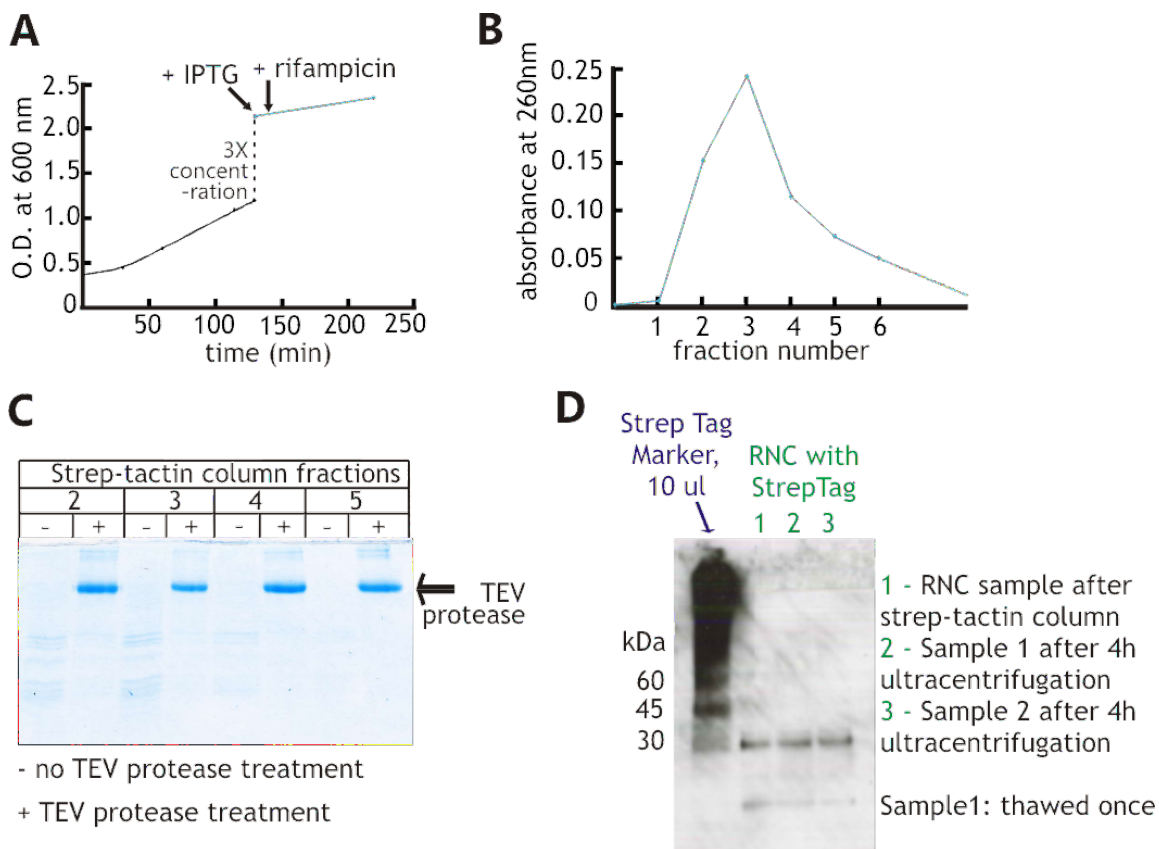 A
+ IPTG
+ rifampicin
2.5
2.0
1.5
1.0
0.5
0
3X
concent
-ration
O.D. at 600 nm
50
100
150
200
250
time (min)
B
0.25
0.20
0.15
0.10
0.05
0
absorbance at 260nm
1 2 3 4 5 6
fraction number
C
Strep-tactin column fractions
2 3 4 5
- + - + - + - +
TEV
protease
- no TEV protease treatment
+ TEV protease treatment
D
Strep Tag
Marker,
10 ul
RNC with
StrepTag
1 2 3
kDa
60
45
30
1 - RNC sample after
strep-tactin column
2 - Sample 1 after 4h
ultracentrifugation
3 - Sample 2 after 4h
ultracentrifugation
Sample1: thawed once